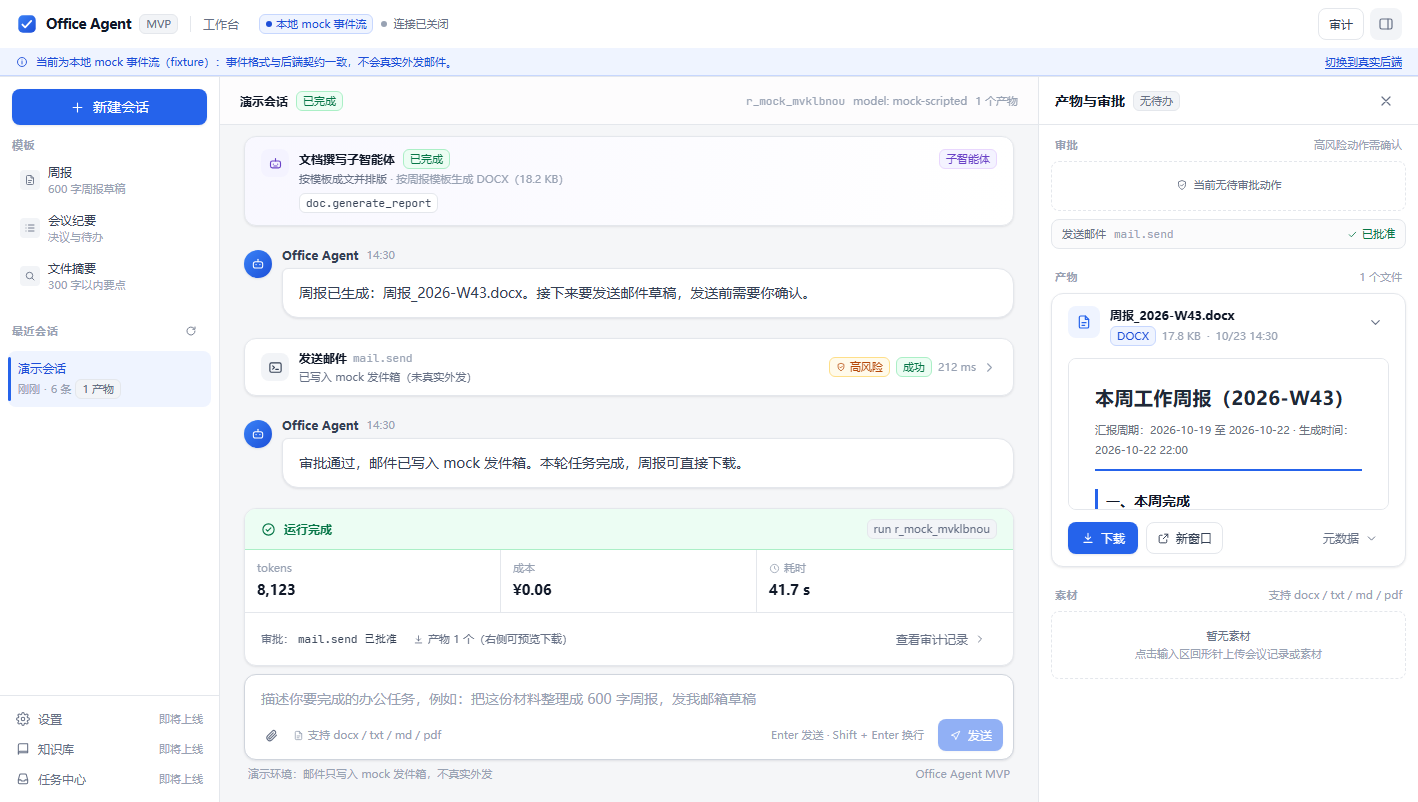 Office Agent MVP 工作台 本地 mock 事件流 连接已关闭 审计
当前为本地 mock 事件流（fixture）：事件格式与后端契约一致，不会真实外发邮件。 切换到真实后端
新建会话
模板
周报
600 字周报草稿
会议纪要
决议与待办
文件摘要
300 字以内要点
最近会话
演示会话
刚刚 · 6 条 1 产物
设置 即将上线
知识库 即将上线
任务中心 即将上线
演示会话 已完成 r_mock_mvklbnou model: mock-scripted 1 个产物
文档撰写子智能体 已完成 子智能体
按模板成文并排版 · 按周报模板生成 DOCX（18.2 KB）
doc.generate_report
Office Agent 14:30
周报已生成：周报_2026-W43.docx。接下来要发送邮件草稿，发送前需要你确认。
发送邮件 mail.send 高风险 成功 212 ms
已写入 mock 发件箱（未真实外发）
Office Agent 14:30
审批通过，邮件已写入 mock 发件箱。本轮任务完成，周报可直接下载。
运行完成 run r_mock_mvklbnou
tokens 成本 耗时
8,123 ¥0.06 41.7 s
审批： mail.send 已批准 产物 1 个（右侧可预览下载） 查看审计记录
描述你要完成的办公任务，例如：把这份材料整理成 600 字周报，发我邮箱草稿
支持 docx / txt / md / pdf Enter 发送 · Shift + Enter 换行 发送
演示环境：邮件只写入 mock 发件箱，不真实外发 Office Agent MVP
产物与审批 无待办
审批 高风险动作需确认
当前无待审批动作
发送邮件 mail.send 已批准
产物 1 个文件
周报_2026-W43.docx
DOCX 17.8 KB · 10/23 14:30
本周工作周报（2026-W43）
汇报周期：2026-10-19 至 2026-10-22 · 生成时间：
2026-10-22 22:00
一、本周完成
下载 新窗口 元数据
素材 支持 docx / txt / md / pdf
暂无素材
点击输入区回形针上传会议记录或素材